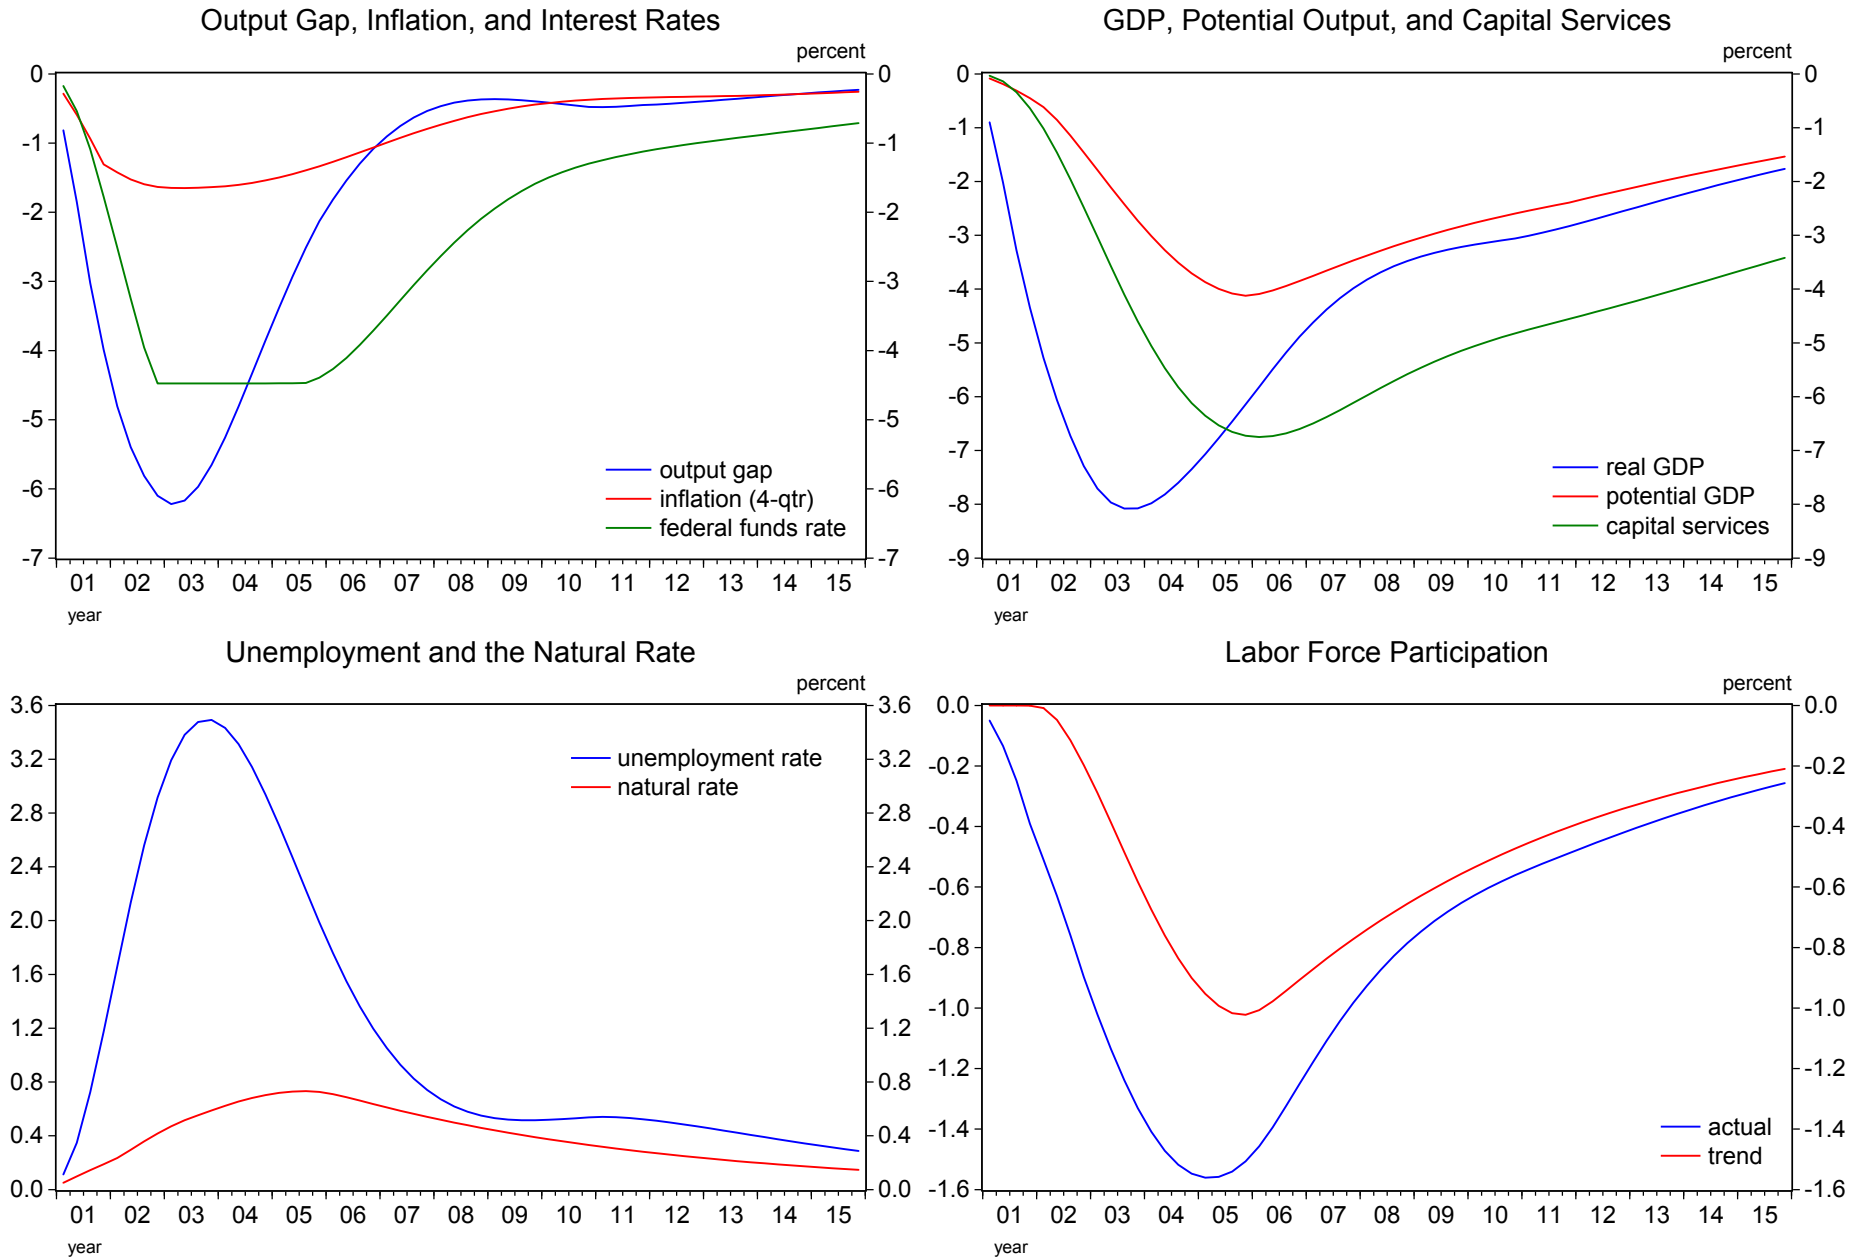 Output Gap, Inflation, and Interest Rates
percent
0 0
-1 -1
-2 -2
-3 -3
-4 -4
-5 -5
-6 -6
-7 -7
output gap
inflation (4-qtr)
federal funds rate
01 02 03 04 05 06 07 08 09 10 11 12 13 14 15
year
GDP, Potential Output, and Capital Services
percent
0 0
-1 -1
-2 -2
-3 -3
-4 -4
-5 -5
-6 -6
-7 -7
-8 -8
-9 -9
real GDP
potential GDP
capital services
01 02 03 04 05 06 07 08 09 10 11 12 13 14 15
year
Unemployment and the Natural Rate
percent
3.6 3.6
3.2 3.2
2.8 2.8
2.4 2.4
2.0 2.0
1.6 1.6
1.2 1.2
0.8 0.8
0.4 0.4
0.0 0.0
unemployment rate
natural rate
01 02 03 04 05 06 07 08 09 10 11 12 13 14 15
year
Labor Force Participation
percent
0.0 0.0
-0.2 -0.2
-0.4 -0.4
-0.6 -0.6
-0.8 -0.8
-1.0 -1.0
-1.2 -1.2
-1.4 -1.4
-1.6 -1.6
actual
trend
01 02 03 04 05 06 07 08 09 10 11 12 13 14 15
year